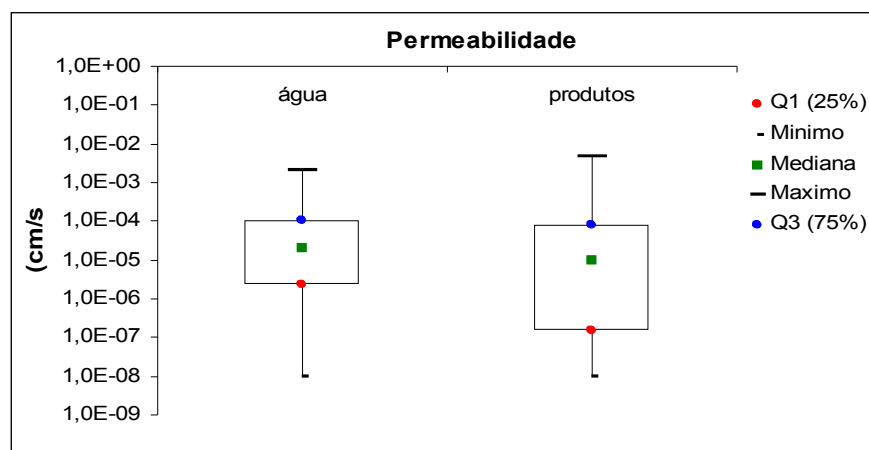 Permeabilidade
1,0E+00
1,0E-01
1,0E-02
1,0E-03
1,0E-04
1,0E-05
1,0E-06
1,0E-07
1,0E-08
1,0E-09
(cm/s
água
produtos
Q1 (25%)
Minimo
Mediana
Maximo
Q3 (75%)